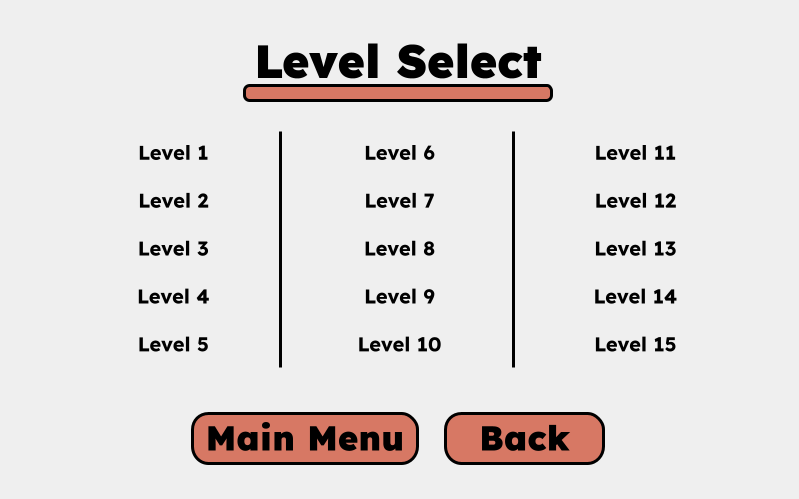 Level Select
Level 1
Level 2
Level 3
Level 4
Level 5
Level 6
Level 7
Level 8
Level 9
Level 10
Level 11
Level 12
Level 13
Level 14
Level 15
Main Menu
Back